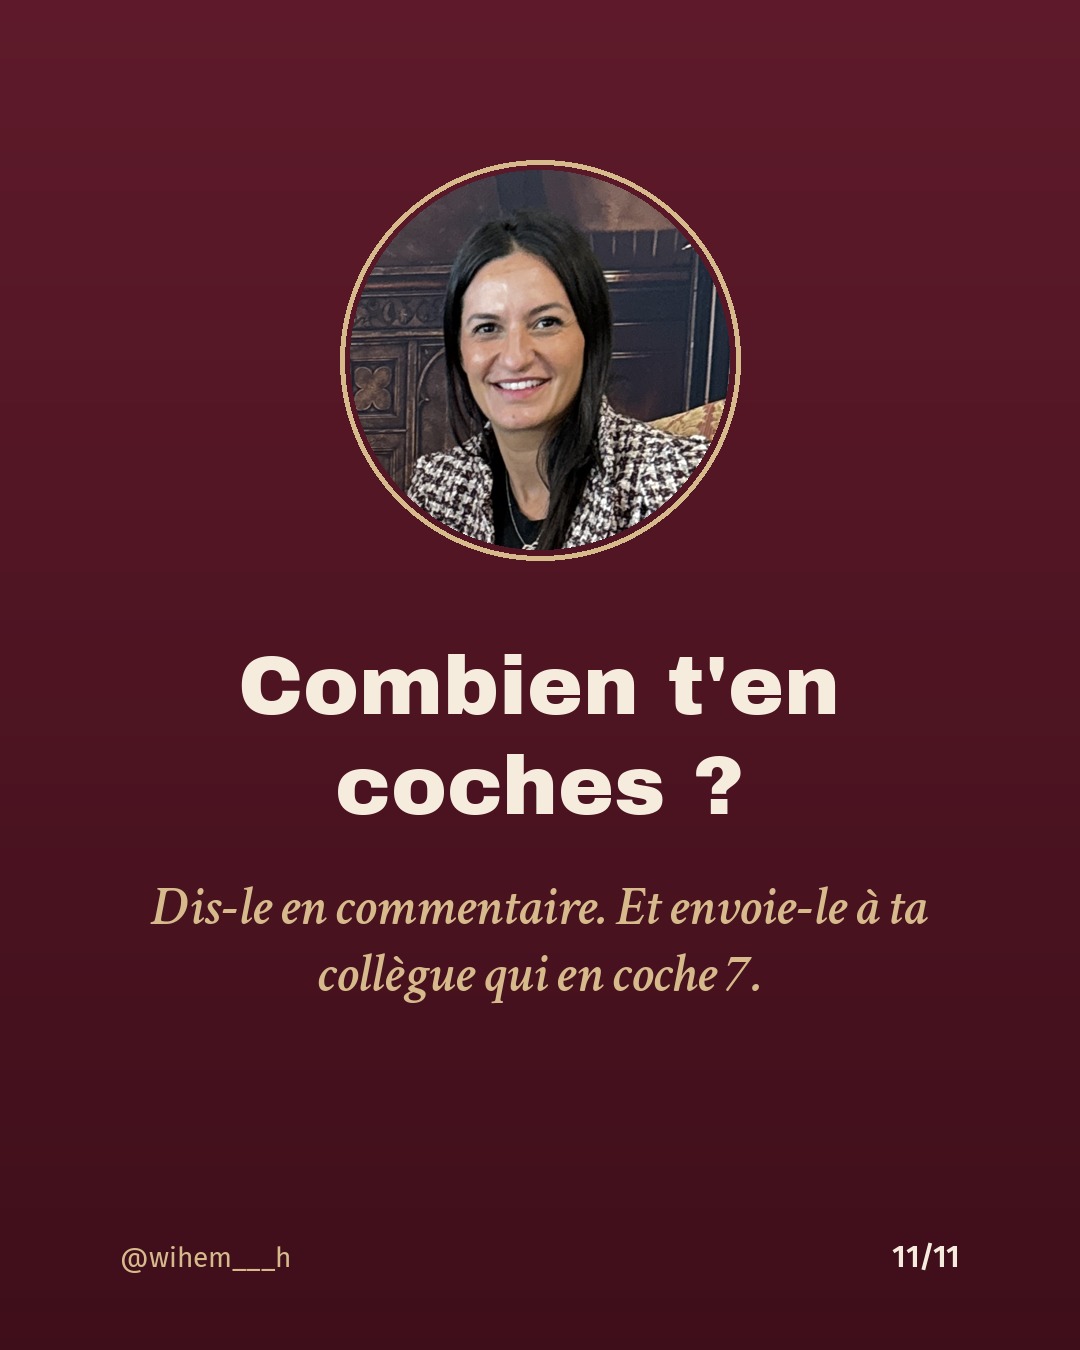 Combien t'en
coches ?
Dis-le en commentaire. Et envoie-le à ta
collègue qui en coche 7.
@wihem___h
11/11